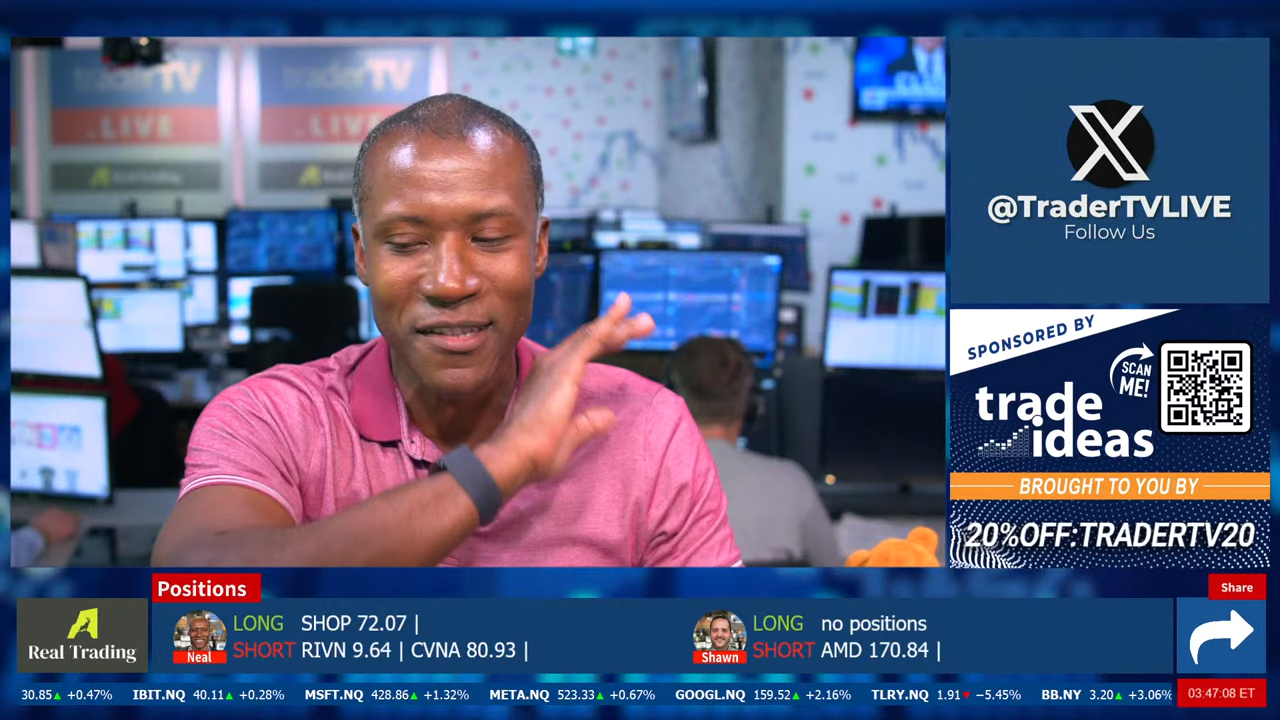 traderTV
.LIVE
traderTV
.LIVE
@TraderTVLIVE
Follow Us
SPONSORED BY
SCAN
ME!
trade
ideas
BROUGHT TO YOU BY
20%OFF:TRADERTV20
Positions
Share
Real Trading
Neal
LONG SHOP 72.07 |
SHORT RIVN 9.64 | CVNA 80.93 |
Shawn
LONG no positions
SHORT AMD 170.84 |
30.85▲ +0.47% IBIT.NQ 40.11▲ +0.28% MSFT.NQ 428.86▲ +1.32% META.NQ 523.33▲ +0.67% GOOGL.NQ 159.52▲ +2.16% TLRY.NQ 1.91▼ −5.45% BB.NY 3.20▲ +3.06%
03:47:08 ET